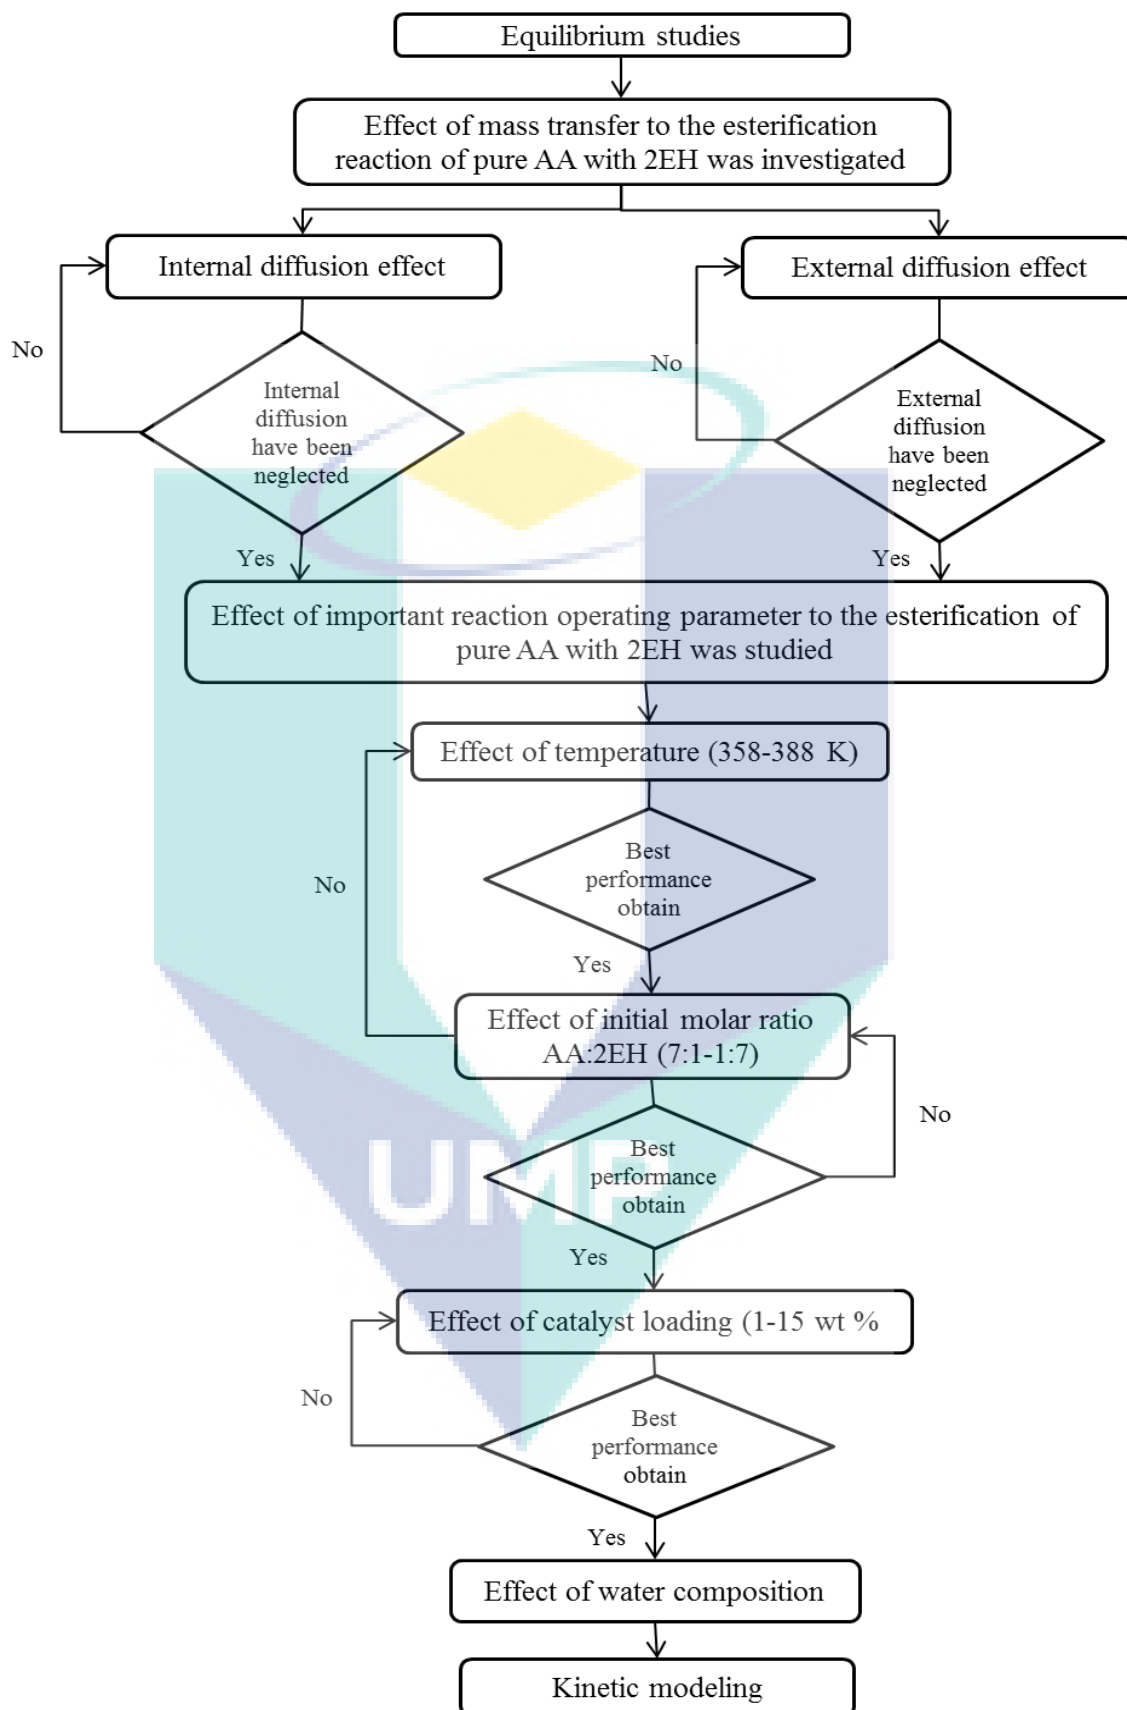 Equilibrium studies
Effect of mass transfer to the esterification
reaction of pure AA with 2EH was investigated
Internal diffusion effect
External diffusion effect
No
No
Internal
diffusion
have been
neglected
External
diffusion
have been
neglected
Yes
Yes
Effect of important reaction operating parameter to the esterification of
pure AA with 2EH was studied
Effect of temperature (358-388 K)
No
Best
performance
obtain
Yes
Effect of initial molar ratio
AA:2EH (7:1-1:7)
No
Best
performance
obtain
UMP
Yes
Effect of catalyst loading (1-15 wt %
No
Best
performance
obtain
Yes
Effect of water composition
Kinetic modeling